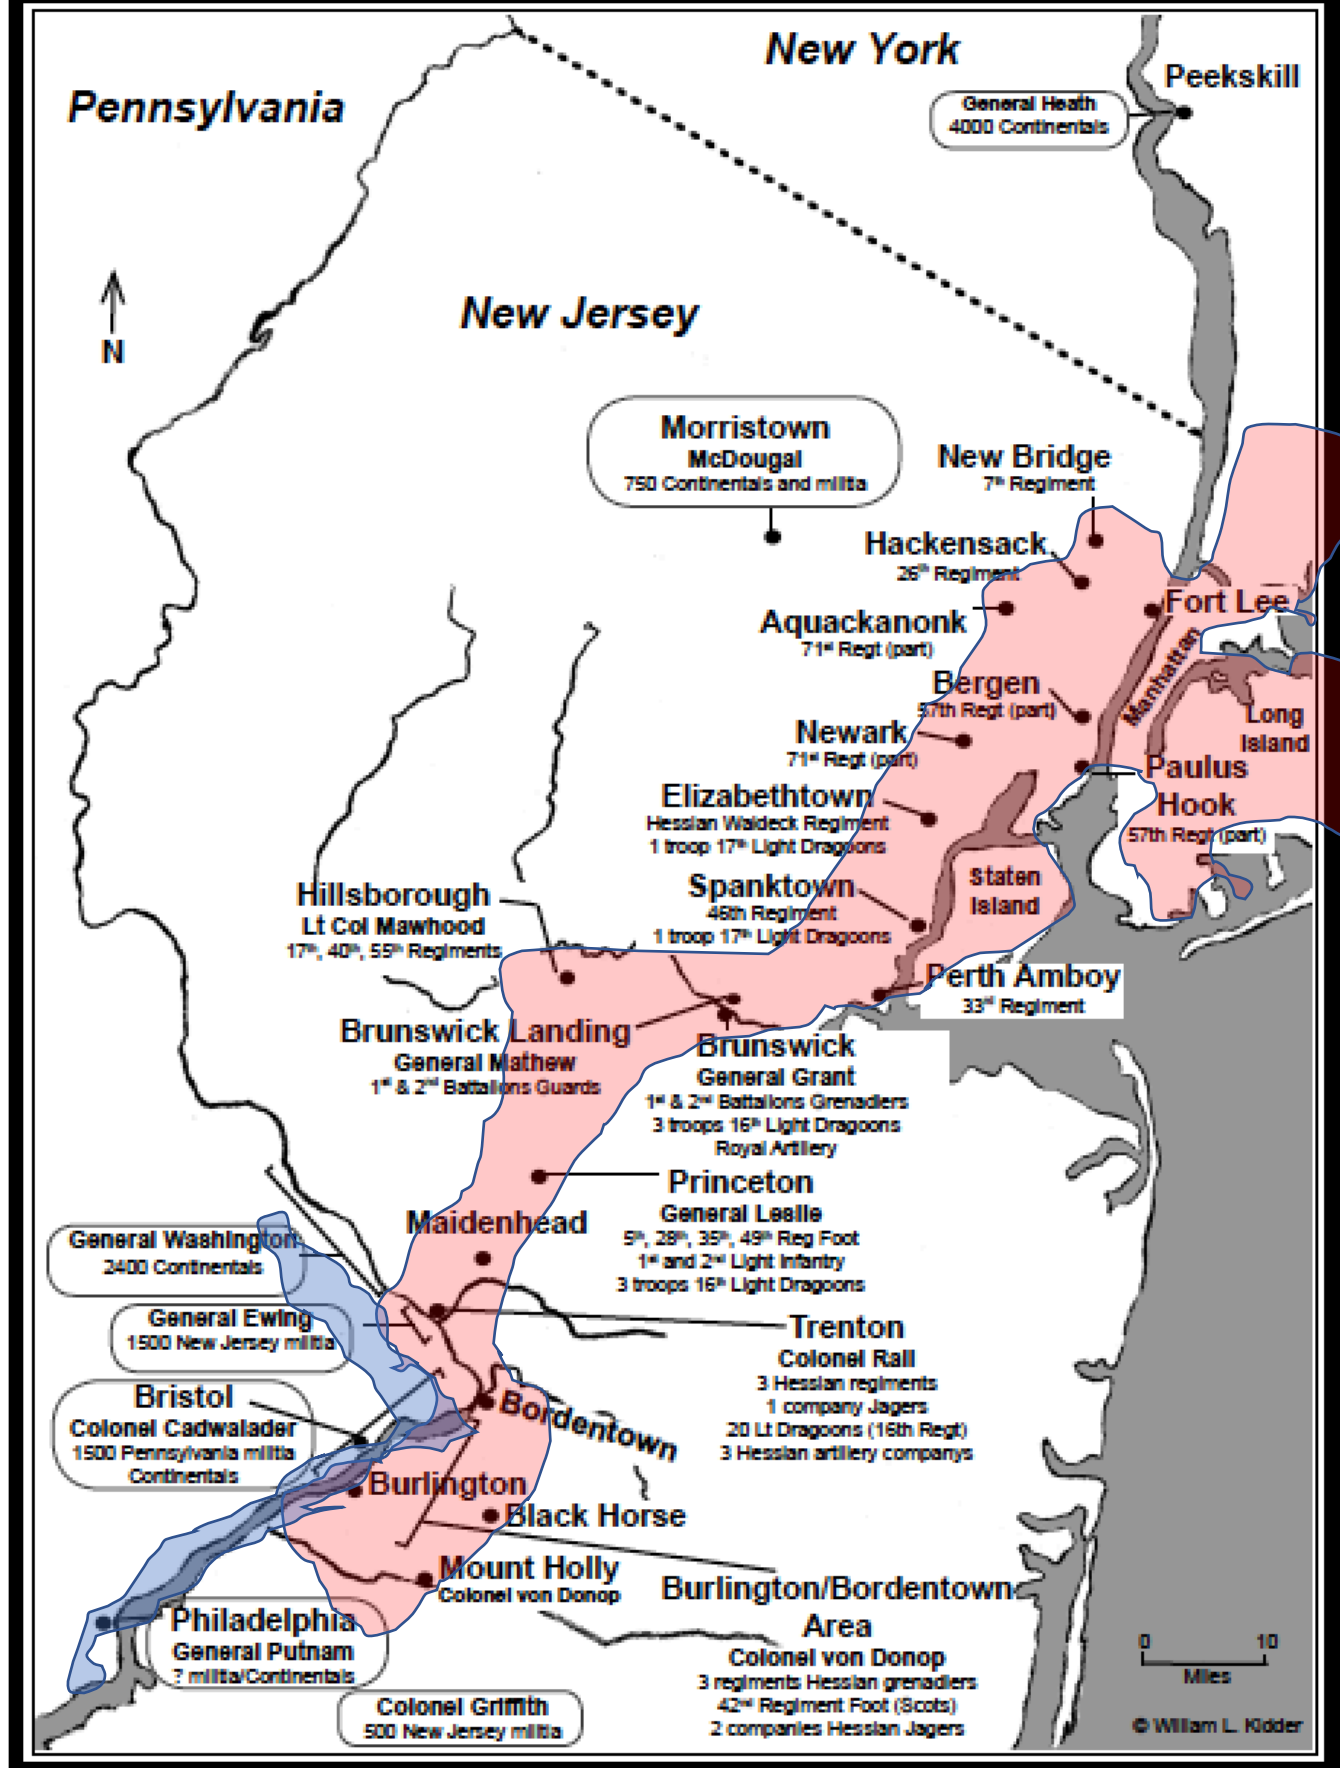 New York
Pennsylvania
Peekskill
General Heath
4000 Continentals
N
New Jersey
Morristown
McDougal
750 Continentals and militia
New Bridge
7th Regiment
Hackensack
26th Regiment
Fort Lee
Aquackanonk
71st Regt (part)
Manhattan
Bergen
57th Regt (part)
Long
Island
Newark
71st Regt (part)
Paulus
Hook
57th Regt (part)
Elizabethtown
Hessian Waldeck Regiment
1 troop 17th Light Dragoons
Staten
Island
Spanktown
46th Regiment
1 troop 17th Light Dragoons
Hillsborough
Lt Col Mawhood
17th, 40th, 55th Regiments
Perth Amboy
33rd Regiment
Brunswick Landing
General Mathew
1st & 2nd Battalions Guards
Brunswick
General Grant
1st & 2nd Battalions Grenadiers
3 troops 16th Light Dragoons
Royal Artillery
Princeton
General Leslie
5th, 28th, 35th, 49th Reg Foot
1st and 2nd Light Infantry
3 troops 16th Light Dragoons
Maidenhead
General Washington
2400 Continentals
General Ewing
1500 New Jersey militia
Trenton
Colonel Rall
3 Hessian regiments
1 company Jagers
20 Lt Dragoons (16th Regt)
3 Hessian artillery companys
Bristol
Colonel Cadwalader
1500 Pennsylvania militia
Continentals
Bordentown
Burlington
Black Horse
Mount Holly
Colonel von Donop
Burlington/Bordentown
Area
Colonel von Donop
3 regiments Hessian grenadiers
42nd Regiment Foot (Scots)
2 companies Hessian Jagers
Philadelphia
General Putnam
? militia/Continentals
Colonel Griffith
500 New Jersey militia
0 10
Miles
© William L. Kidder